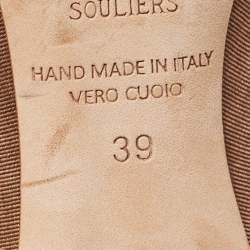 SOULIERS
HAND MADE IN ITALY
VERO CUOIO
39